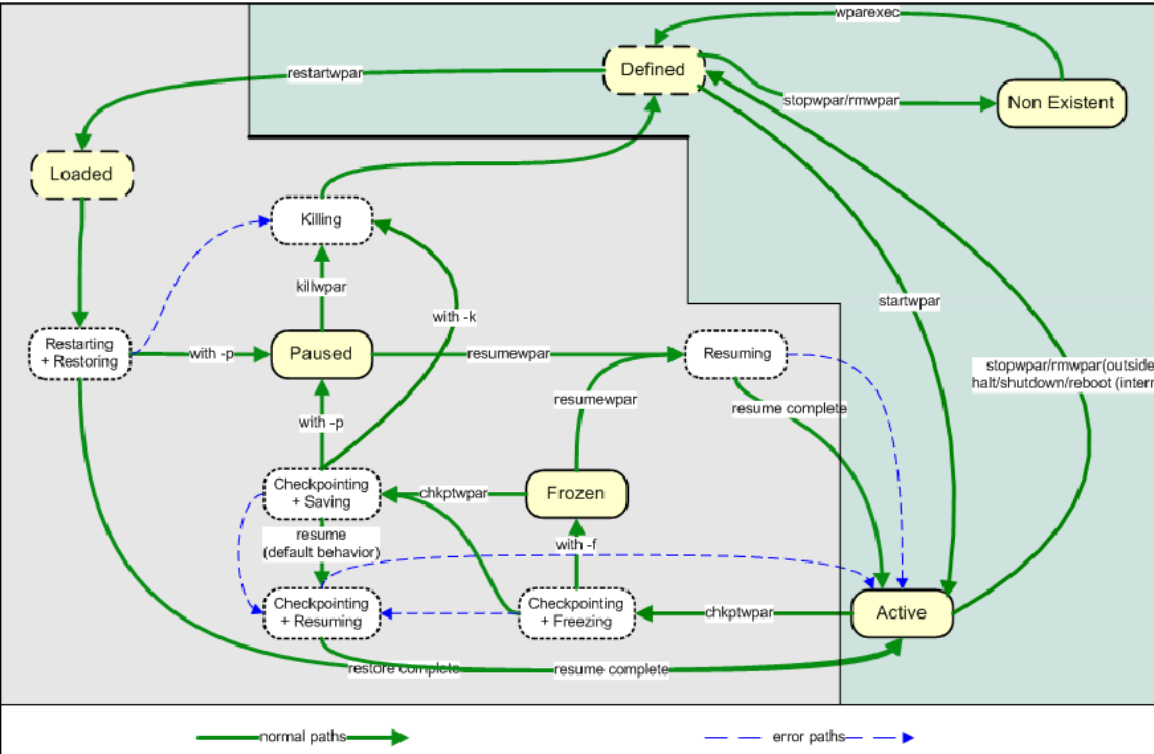 wparexec
Defined
restartwpar
stopwpar/rmwpar
Non Existent
Loaded
Killing
killwpar
startwpar
with -k
Restarting
+ Restoring
with -p
Paused
resumewpar
Resuming
stopwpar/rmwpar(outside
halt/shutdown/reboot (interr
resumewpar
resume complete
with -p
Checkpointing
+ Saving
chkptwpar
Frozen
resume
(default behavior)
with -f
Checkpointing
+ Resuming
Checkpointing
+ Freezing
chkptwpar
Active
restore complete
resume complete
normal paths
error paths